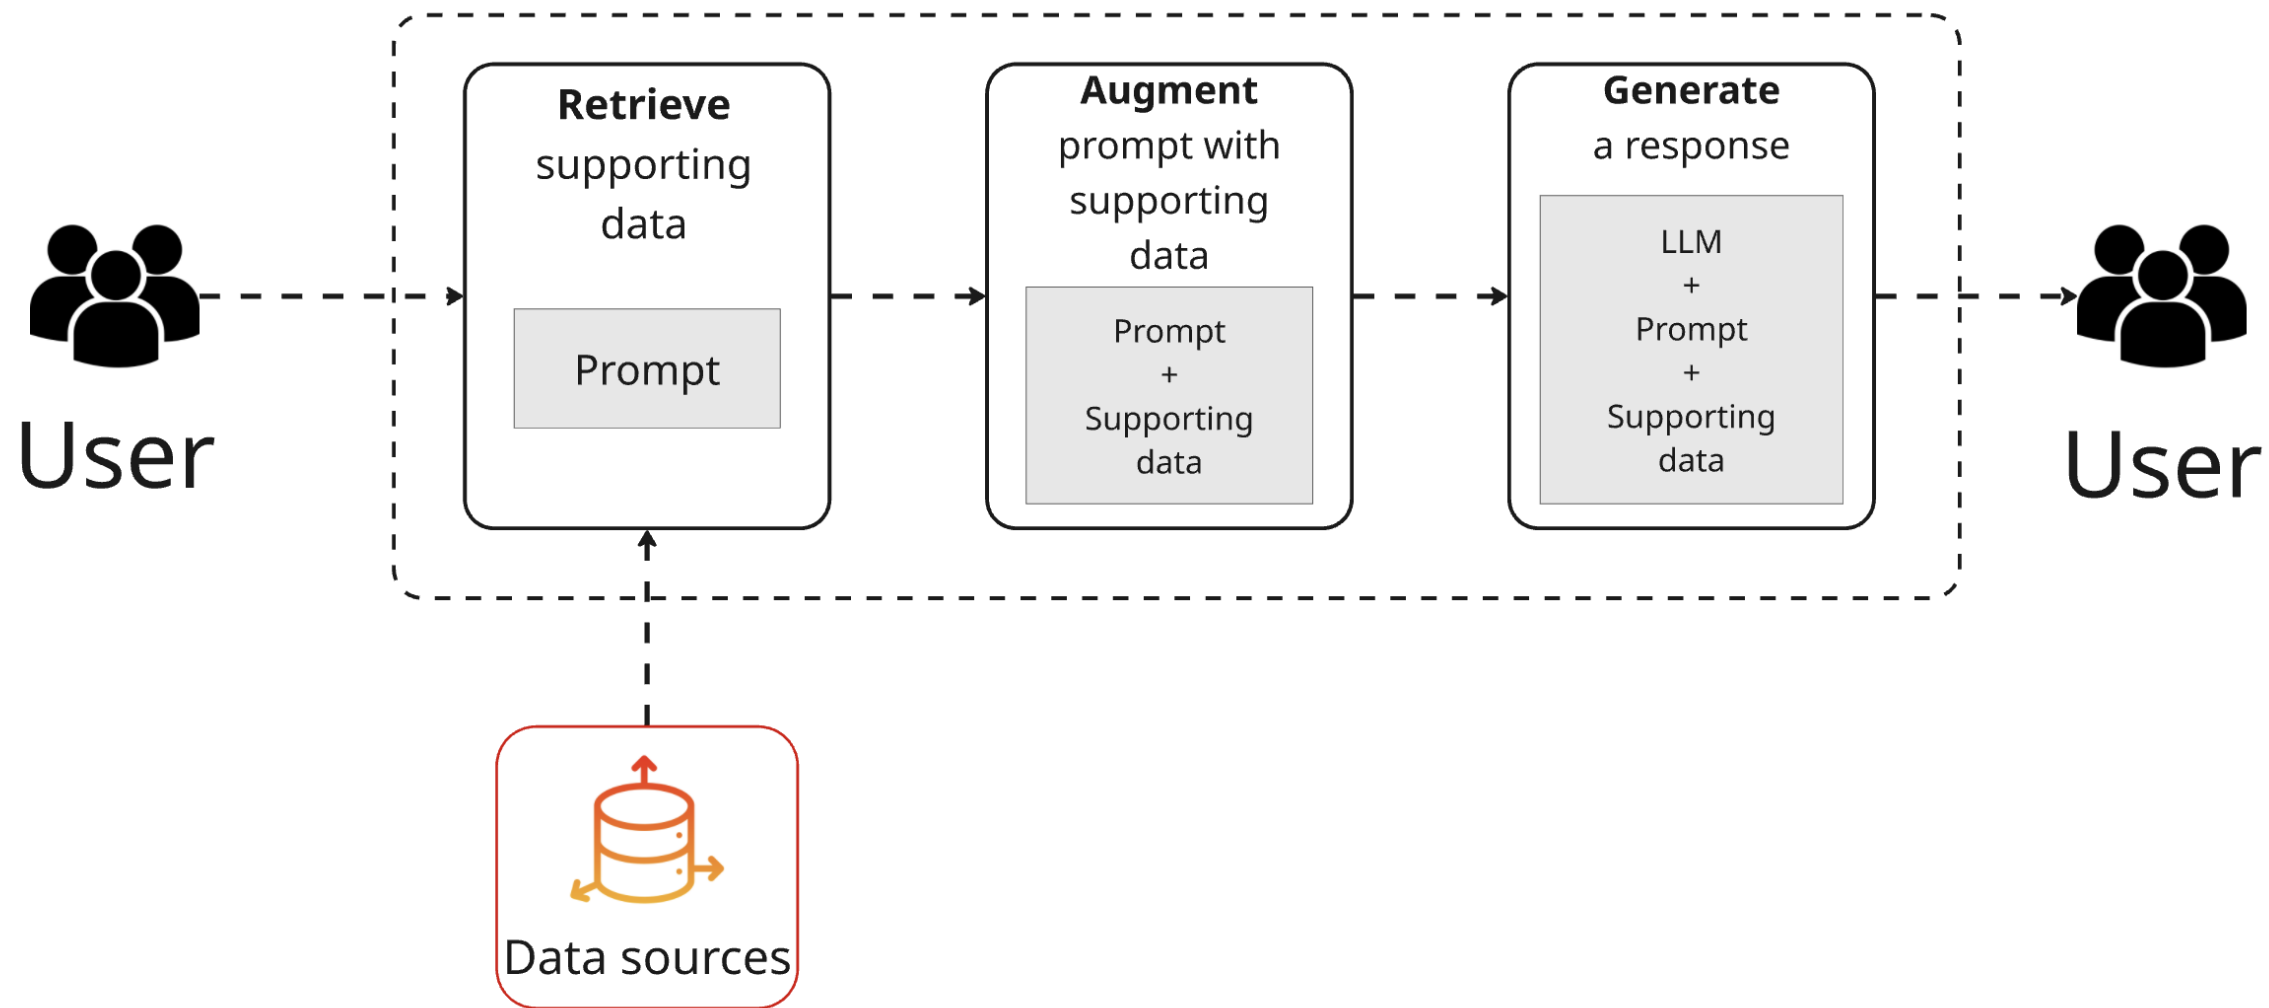 User
Retrieve
supporting
data
Prompt
Augment
prompt with
supporting
data
Prompt
+
Supporting
data
Generate
a response
LLM
+
Prompt
+
Supporting
data
User
Data sources